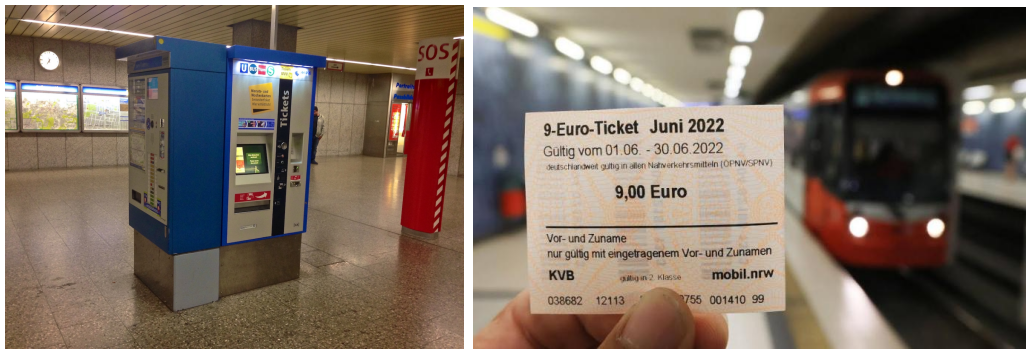 SOS
Tickets
9-Euro-Ticket Juni 2022
Gültig vom 01.06. - 30.06.2022
deutschlandweit gültig in allen Nahverkehrsmitteln (ÖPNV/SPNV)
9,00 Euro
Vor- und Zuname
nur gültig mit eingetragenem Vor- und Zunamen
KVB gültig in 2. Klasse mobil.nrw
038682 12113 0755 001410 99